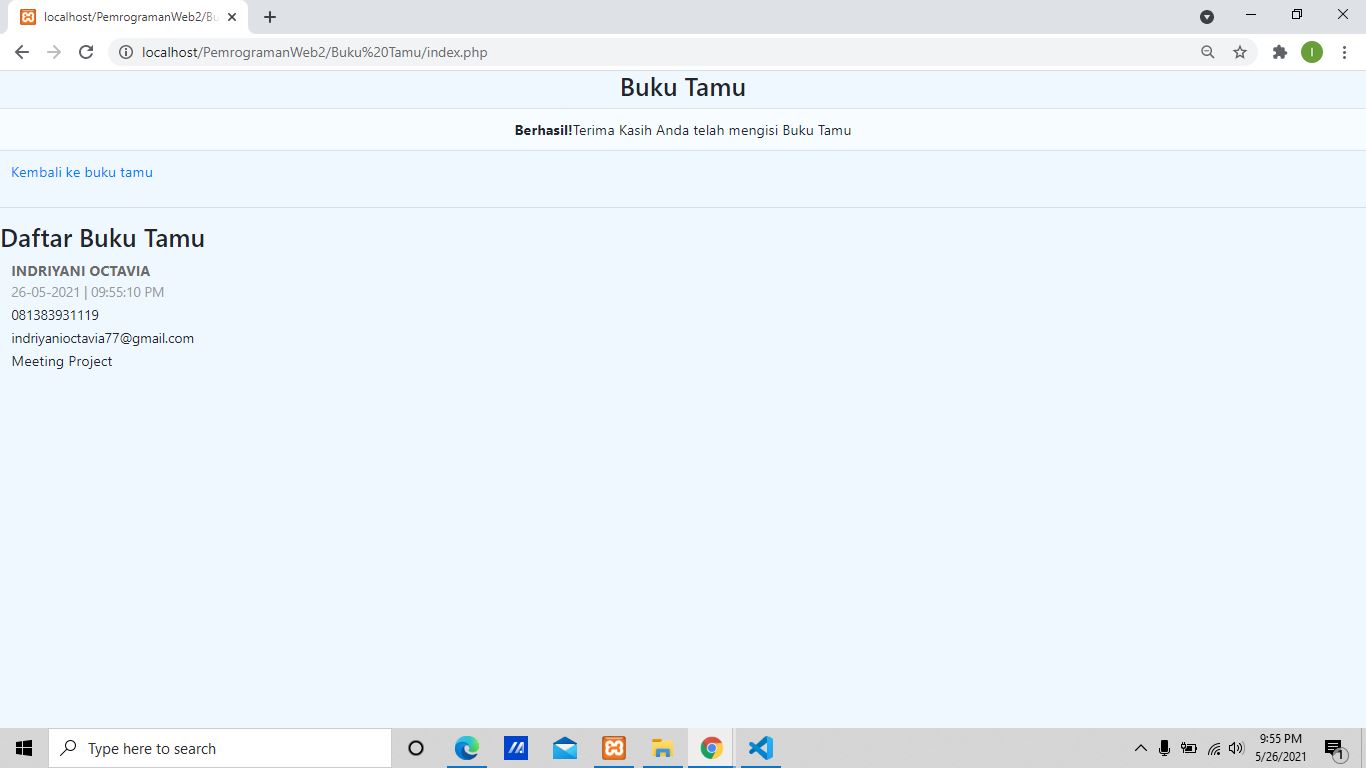 localhost/PemrogramanWeb2/Bu
localhost/PemrogramanWeb2/Buku%20Tamu/index.php
I
Buku Tamu
Berhasil!Terima Kasih Anda telah mengisi Buku Tamu
Kembali ke buku tamu
Daftar Buku Tamu
INDRIYANI OCTAVIA
26-05-2021 | 09:55:10 PM
081383931119
indriyanioctavia77@gmail.com
Meeting Project
Type here to search
9:55 PM
5/26/2021
1